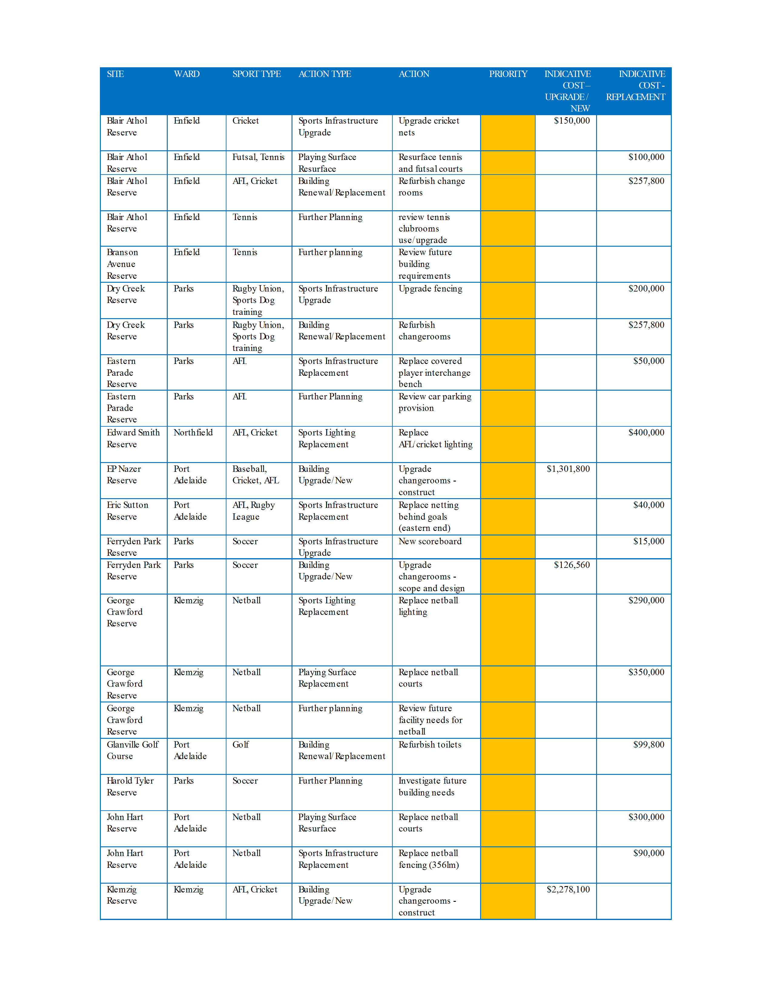 SITE WARD SPORT TYPE ACTION TYPE ACTION PRIORITY INDICATIVE INDICATIVE
COST – COST -
UPGRADE / REPLACEMENT
NEW
Blair Athol Enfield Cricket Sports Infrastructure Upgrade cricket $150,000
Reserve Upgrade nets
Blair Athol Enfield Futsal, Tennis Playing Surface Resurface tennis $100,000
Reserve Resurface and futsal courts
Blair Athol Enfield AFL, Cricket Building Refurbish change $257,800
Reserve Renewal/Replacement rooms
Blair Athol Enfield Tennis Further Planning review tennis
Reserve clubrooms
use/upgrade
Branson Enfield Tennis Further planning Review future
Avenue building
Reserve requirements
Dry Creek Parks Rugby Union, Sports Infrastructure Upgrade fencing $200,000
Reserve Sports Dog Upgrade
training
Dry Creek Parks Rugby Union, Building Refurbish $257,800
Reserve Sports Dog Renewal/Replacement changerooms
training
Eastern Parks AFL Sports Infrastructure Replace covered $50,000
Parade Replacement player interchange
Reserve bench
Eastern Parks AFL Further Planning Review car parking
Parade provision
Reserve
Edward Smith Northfield AFL, Cricket Sports Lighting Replace $400,000
Reserve Replacement AFL/cricket lighting
EP Nazer Port Baseball, Building Upgrade $1,301,800
Reserve Adelaide Cricket, AFL Upgrade/New changerooms -
construct
Eric Sutton Port AFL, Rugby Sports Infrastructure Replace netting $40,000
Reserve Adelaide League Replacement behind goals
(eastern end)
Ferryden Park Parks Soccer Sports Infrastructure New scoreboard $15,000
Reserve Upgrade
Ferryden Park Parks Soccer Building Upgrade $126,560
Reserve Upgrade/New changerooms -
scope and design
George Klemzig Netball Sports Lighting Replace netball $290,000
Crawford Replacement lighting
Reserve
George Klemzig Netball Playing Surface Replace netball $350,000
Crawford Replacement courts
Reserve
George Klemzig Netball Further planning Review future
Crawford facility needs for
Reserve netball
Glanville Golf Port Golf Building Refurbish toilets $99,800
Course Adelaide Renewal/Replacement
Harold Tyler Parks Soccer Further Planning Investigate future
Reserve building needs
John Hart Port Netball Playing Surface Replace netball $300,000
Reserve Adelaide Resurface courts
John Hart Port Netball Sports Infrastructure Replace netball $90,000
Reserve Adelaide Replacement fencing (356lm)
Klemzig Klemzig AFL, Cricket Building Upgrade $2,278,100
Reserve Upgrade/New changerooms -
construct